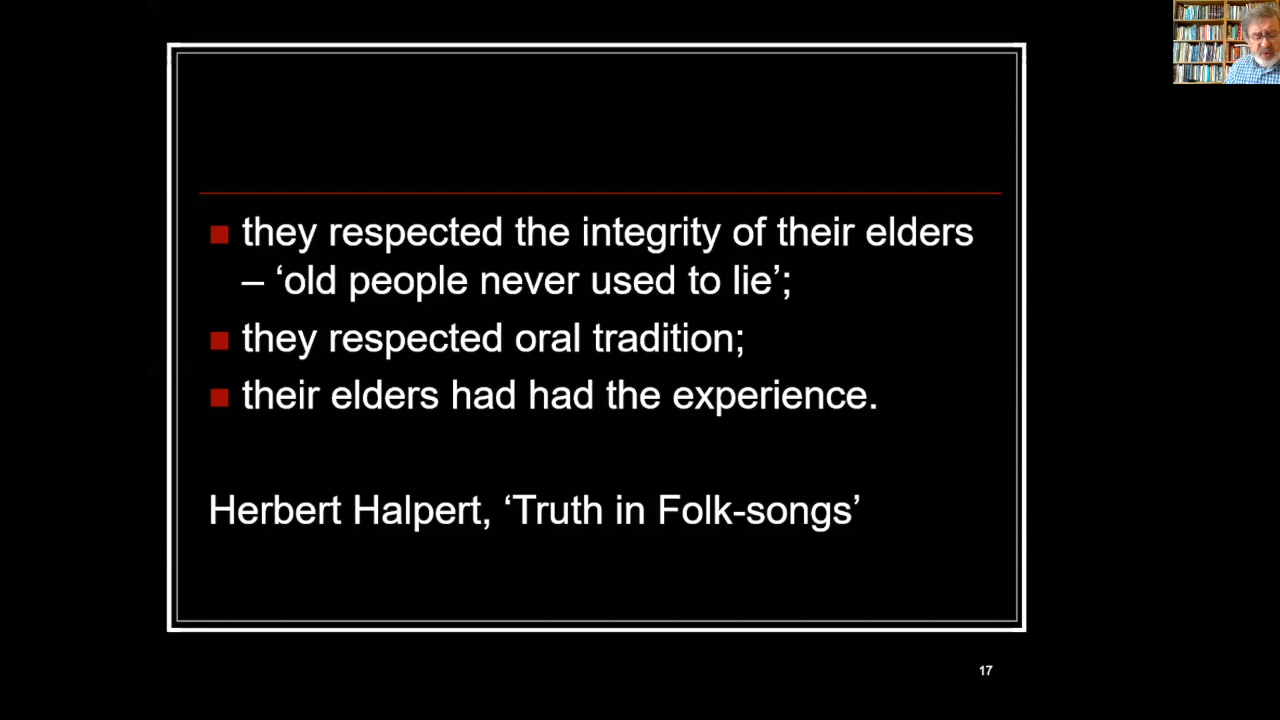 they respected the integrity of their elders
– ‘old people never used to lie’;
they respected oral tradition;
their elders had had the experience.
Herbert Halpert, ‘Truth in Folk-songs’
17